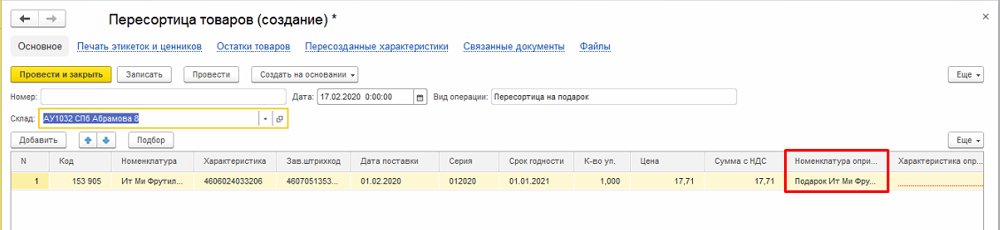 Пересортица товаров (создание) *
Основное Печать этикеток и ценников Остатки товаров Пересозданные характеристики Связанные документы Файлы
Провести и закрыть Записать Провести Создать на основании Еще
Номер: Дата: 17.02.2020 0:00:00 Вид операции: Пересортица на подарок
Склад: АУ1032 СПб Абрамова 8
Добавить Подбор Еще
N Код Номенклатура Характеристика Зав.штрихкод Дата поставки Серия Срок годности К-во уп. Цена Сумма с НДС Номенклатура опри... Характеристика опр...
1 153 905 Ит Ми Фрутил... 4606024033206 4607051353... 01.02.2020 012020 01.01.2021 1,000 17,71 17,71 Подарок Ит Ми Фру...